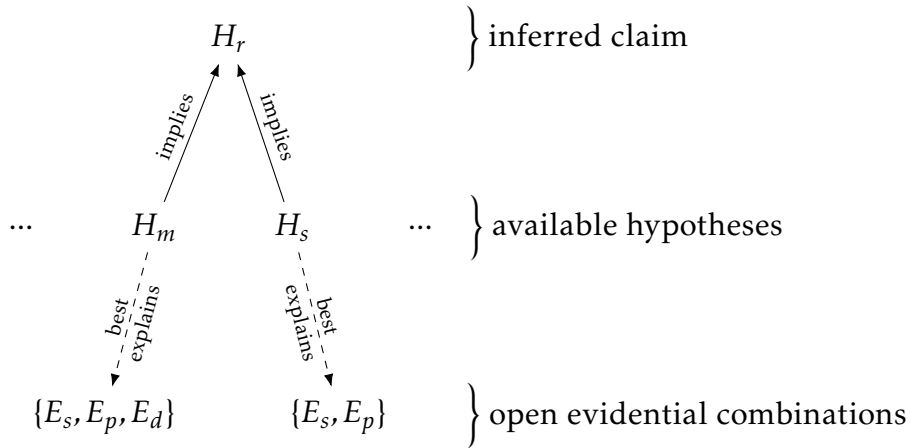 H_r } inferred claim
implies implies
... H_m H_s ... } available hypotheses
best explains best explains
{E_s, E_p, E_d} {E_s, E_p} } open evidential combinations